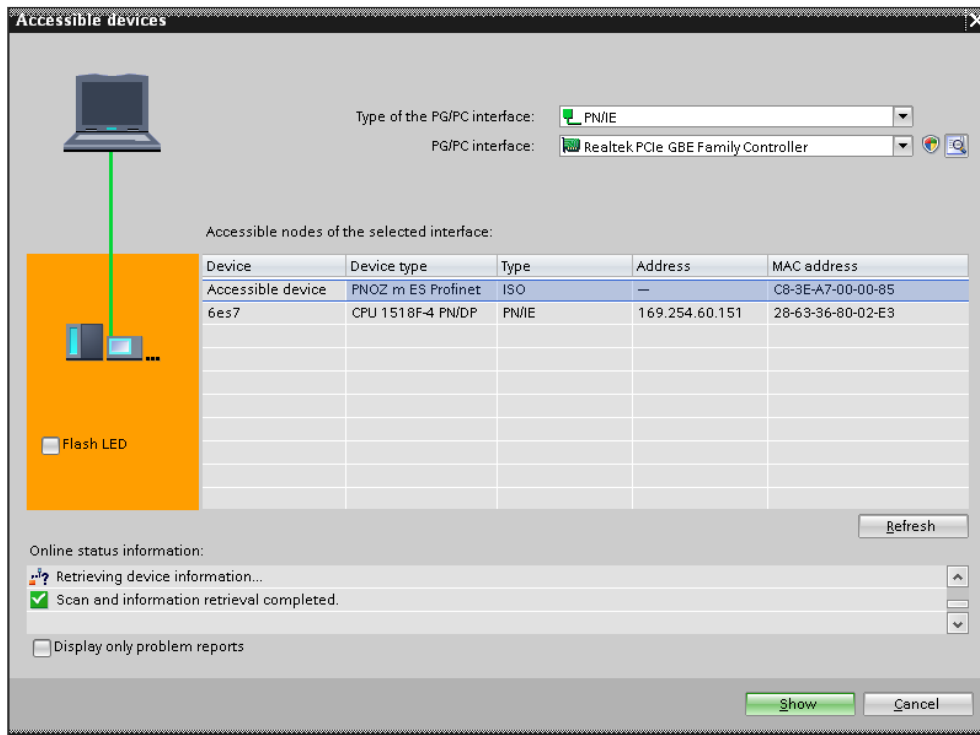 Accessible devices
Type of the PG/PC interface: PN/IE
PG/PC interface: Realtek PCIe GBE Family Controller
Accessible nodes of the selected interface:
Device Device type Type Address MAC address
Accessible device PNOZ m ES Profinet ISO — C8-3E-A7-00-00-85
6es7 CPU 1518F-4 PN/DP PN/IE 169.254.60.151 28-63-36-80-02-E3
Flash LED
Refresh
Online status information:
Retrieving device information...
Scan and information retrieval completed.
Display only problem reports
Show Cancel